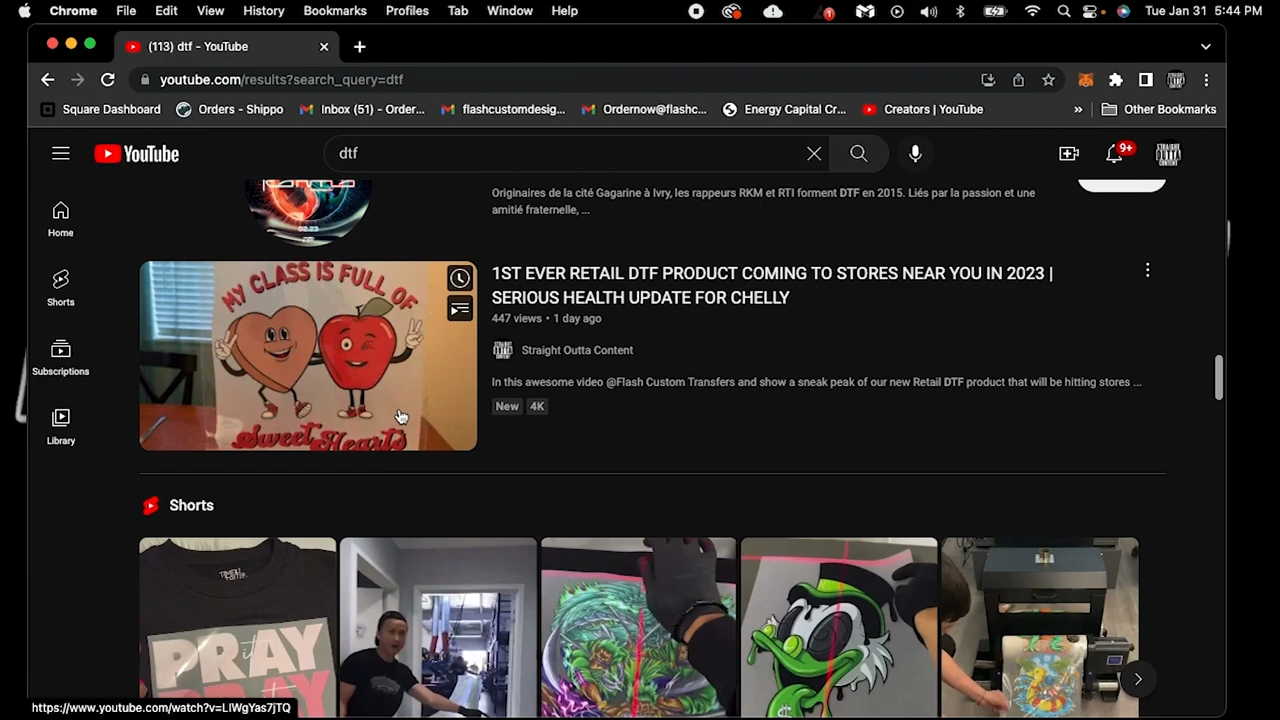 Chrome File Edit View History Bookmarks Profiles Tab Window Help Tue Jan 31 5:44 PM
(113) dtf - YouTube
youtube.com/results?search_query=dtf
Square Dashboard Orders - Shippo Inbox (51) - Order... flashcustomdesig... Ordernow@flashc... Energy Capital Cr... Creators | YouTube » Other Bookmarks
YouTube dtf 9+
STRAIGHT OUTTA CONTENT
Home
Shorts
Subscriptions
Library
Originaires de la cité Gagarine à Ivry, les rappeurs RKM et RTI forment DTF en 2015. Liés par la passion et une
amitié fraternelle, ...
MY CLASS IS FULL OF
Sweet Hearts
1ST EVER RETAIL DTF PRODUCT COMING TO STORES NEAR YOU IN 2023 |
SERIOUS HEALTH UPDATE FOR CHELLY
447 views • 1 day ago
Straight Outta Content
In this awesome video @Flash Custom Transfers and show a sneak peak of our new Retail DTF product that will be hitting stores ...
New 4K
Shorts
PRAY
https://www.youtube.com/watch?v=LIWgYas7jTQ